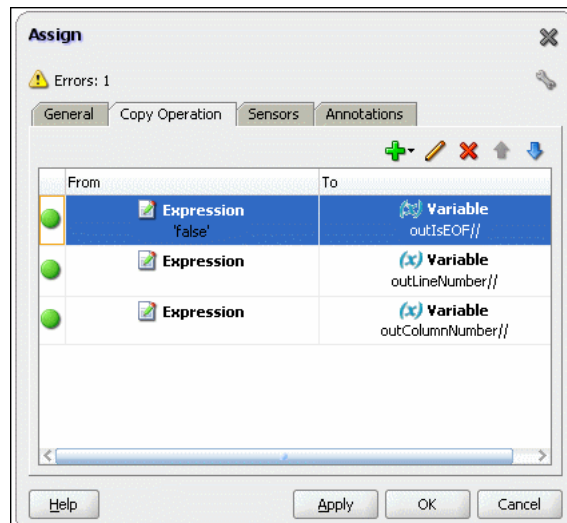 Assign
Errors: 1
General Copy Operation Sensors Annotations
From To
Expression Variable
'false' outIsEOF//
Expression (x) Variable
outLineNumber//
Expression (x) Variable
outColumnNumber//
Help Apply OK Cancel